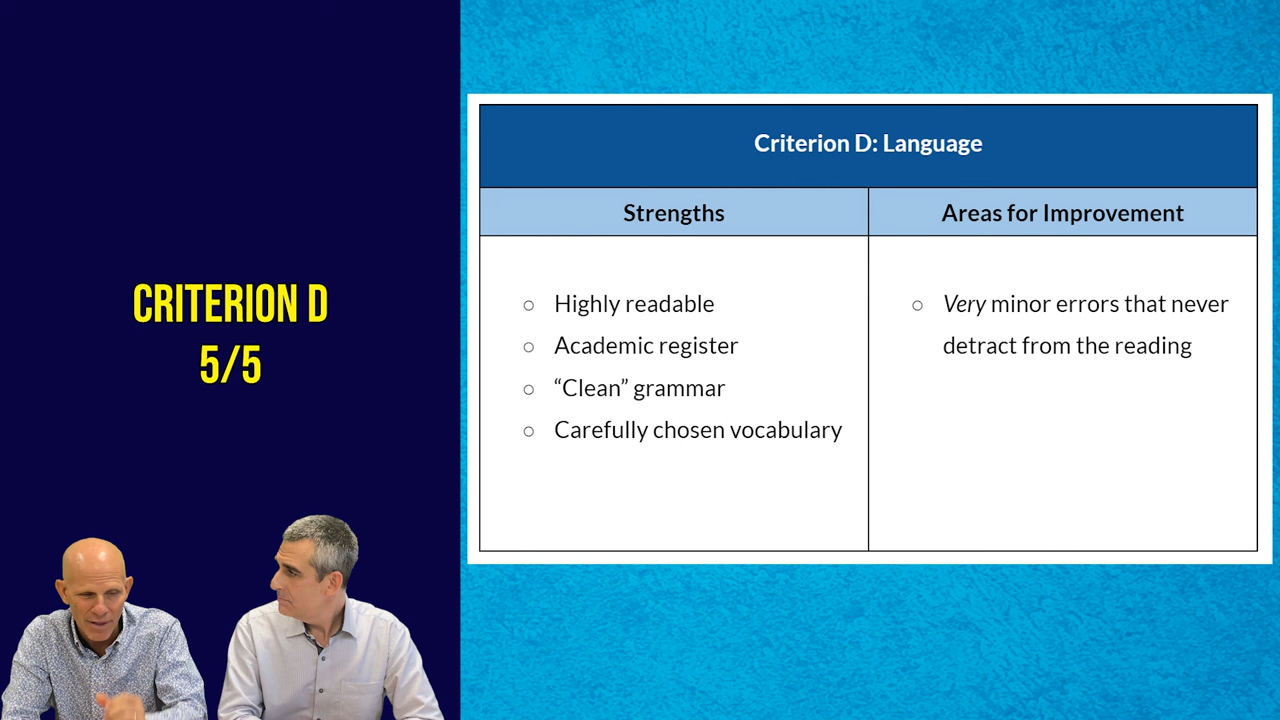 CRITERION D
5/5
Criterion D: Language
Strengths
Areas for Improvement
○ Highly readable
○ Academic register
○ “Clean” grammar
○ Carefully chosen vocabulary
○ Very minor errors that never
detract from the reading